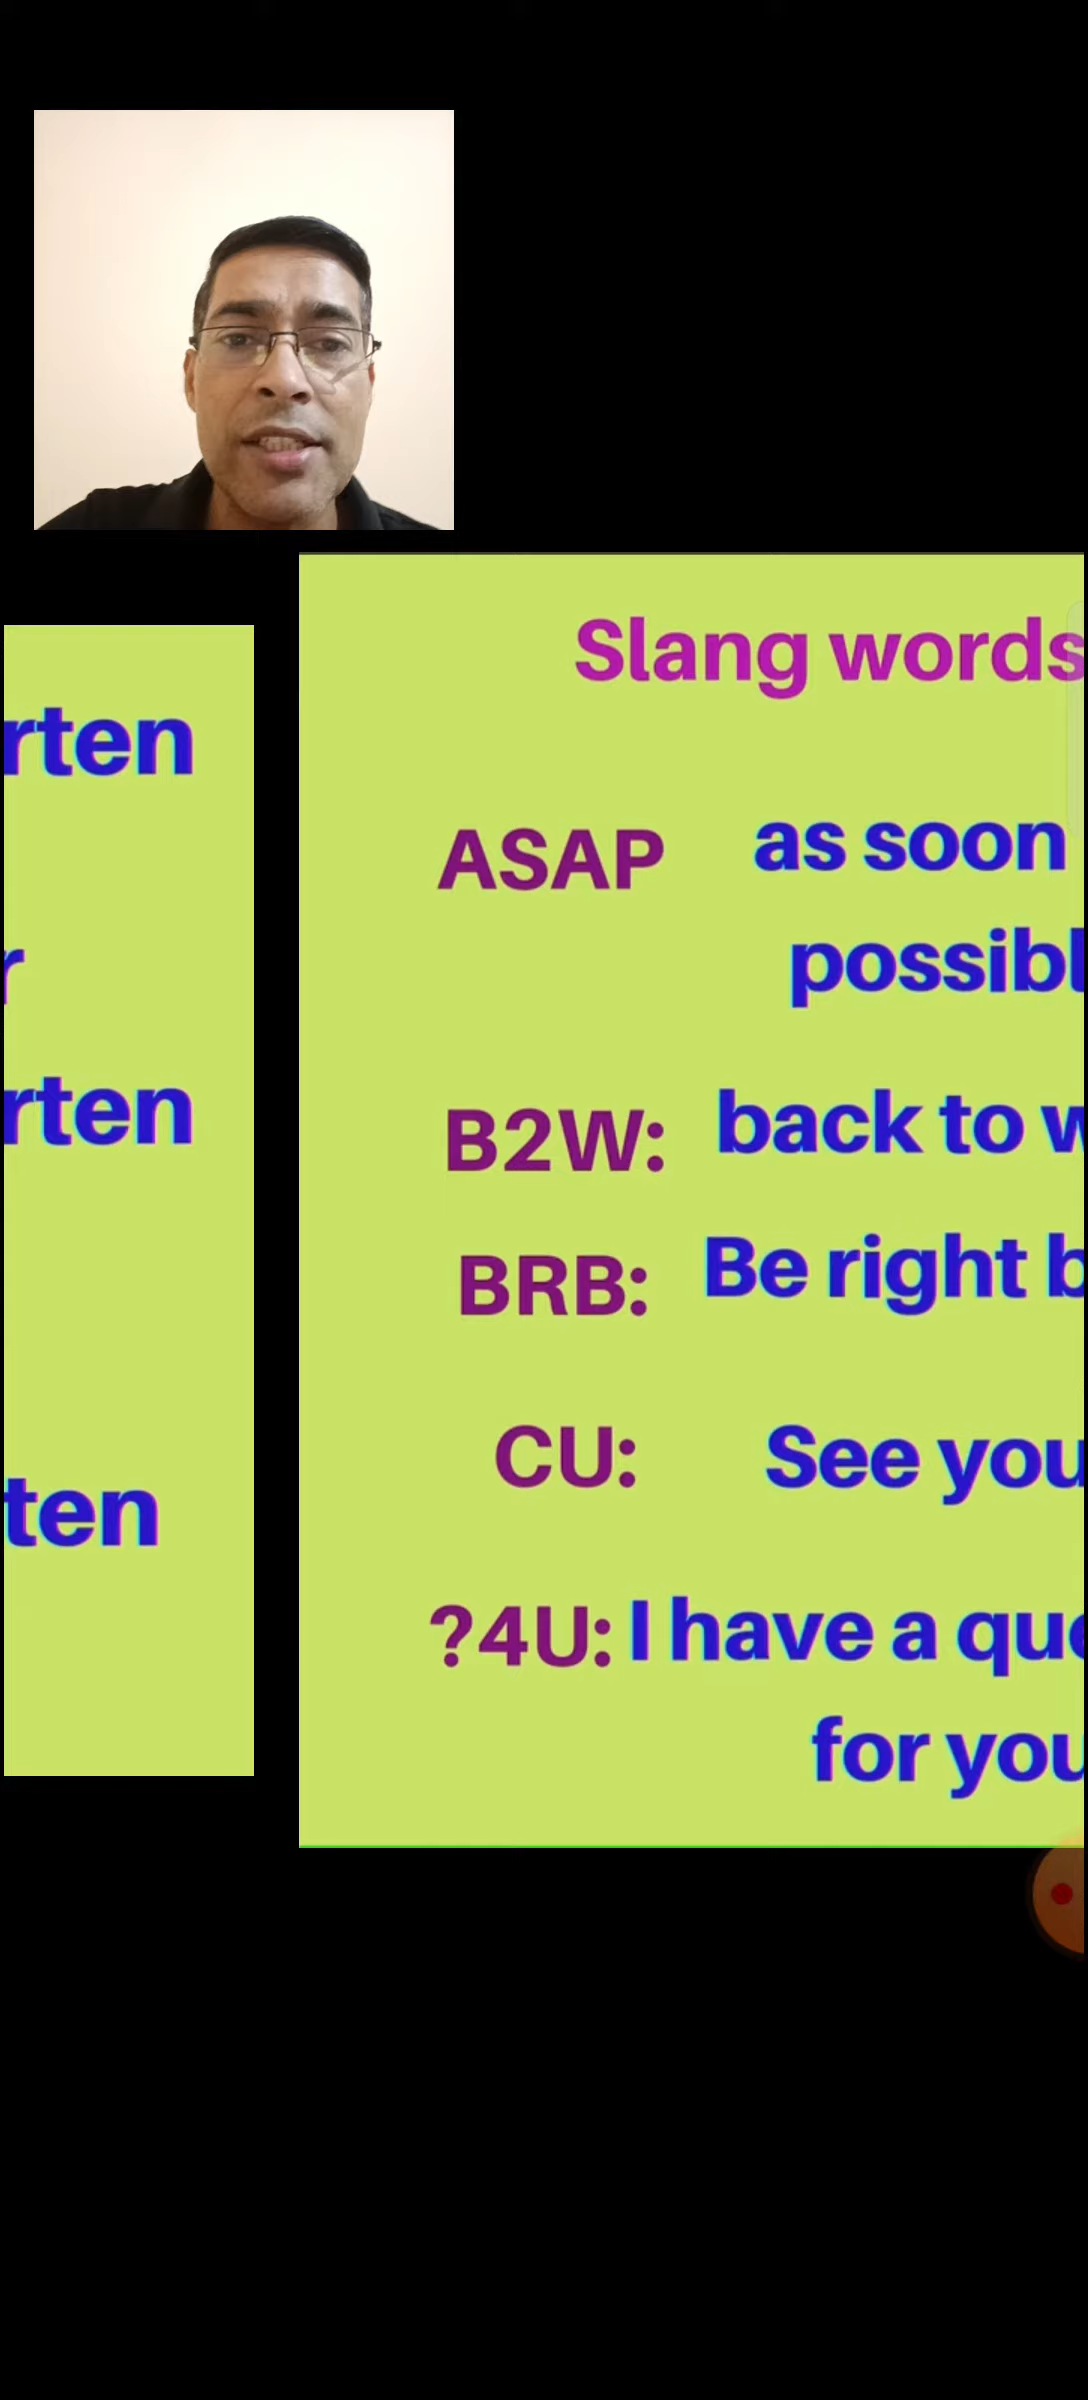 rten
r
rten
ten
Slang words
ASAP as soon
possibl
B2W: back to w
BRB: Be right b
CU: See you
?4U: I have a que
for you